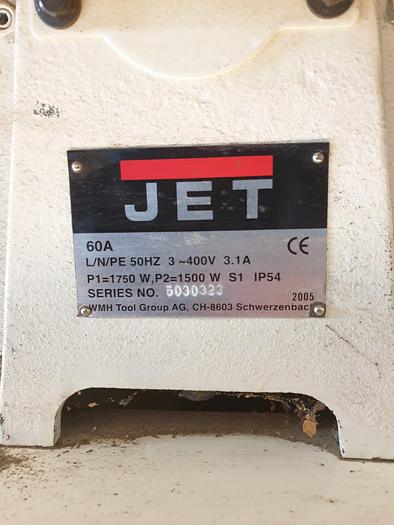 JET
60A
L/N/PE 50HZ 3~400V 3.1A
P1=1750 W,P2=1500 W S1 IP54
SERIES NO. 5030323
2005
WMH Tool Group AG, CH-8603 Schwerzenbach
CE